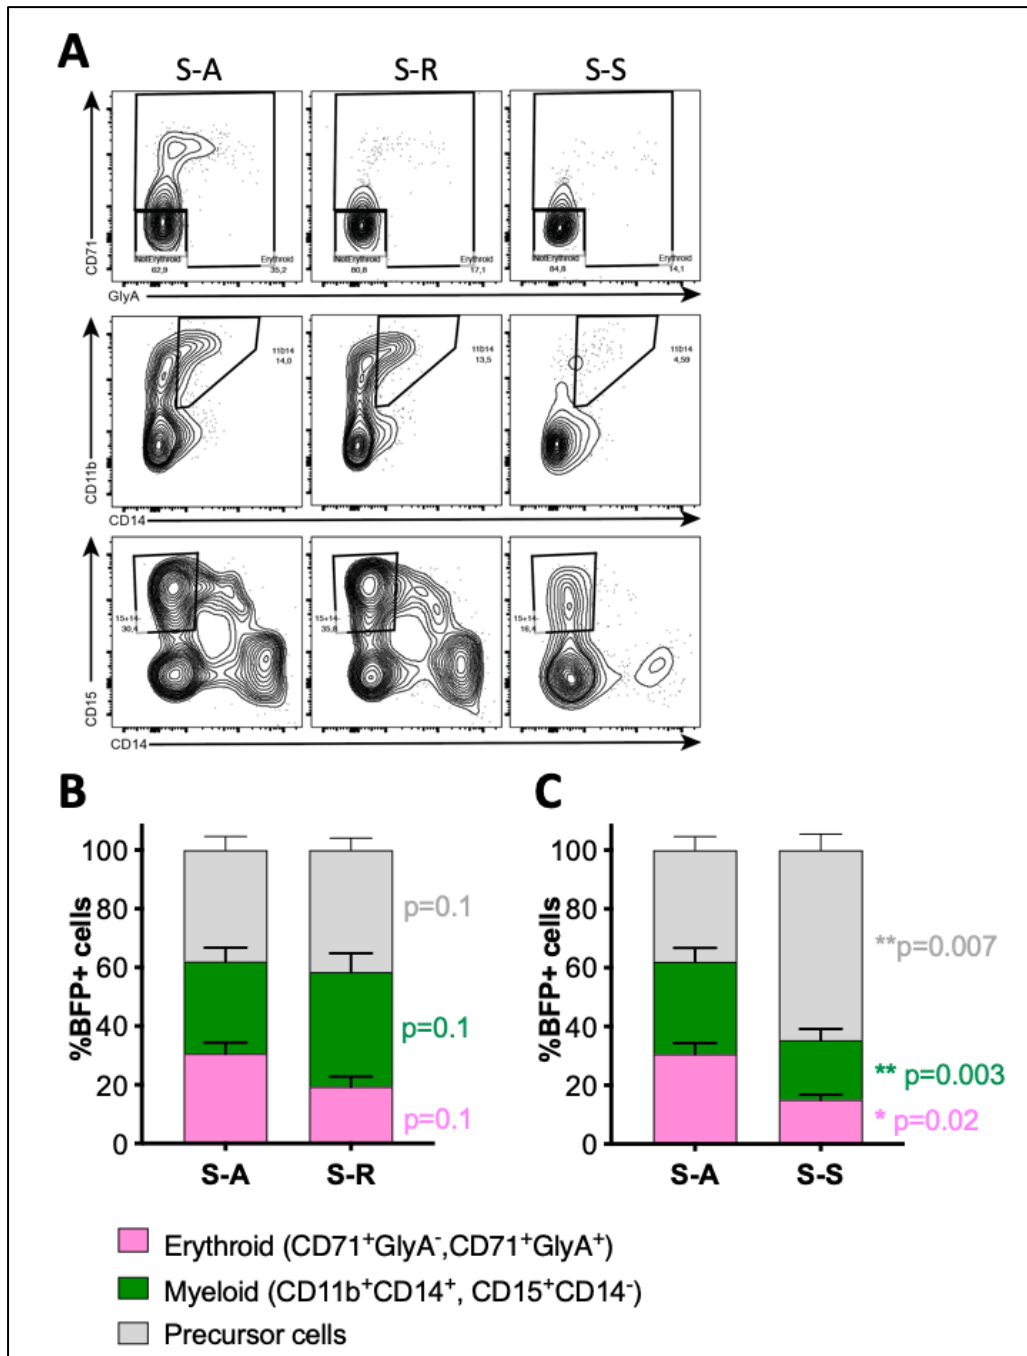 A
S-A S-R S-S
CD71
NotErythroid
62,9
Erythroid
35,2
NotErythroid
80,8
Erythroid
17,1
NotErythroid
84,8
Erythroid
14,1
GlyA
CD11b
11b14
14,0
11b14
13,5
11b14
4,59
CD14
CD15
15+14-
30,4
15+14-
35,8
15+14-
16,4
CD14
B
%BFP+ cells
100
80
60
40
20
0
p=0.1
p=0.1
p=0.1
S-A S-R
C
%BFP+ cells
100
80
60
40
20
0
**p=0.007
** p=0.003
* p=0.02
S-A S-S
Erythroid (CD71⁺GlyA⁻,CD71⁺GlyA⁺)
Myeloid (CD11b⁺CD14⁺, CD15⁺CD14⁻)
Precursor cells